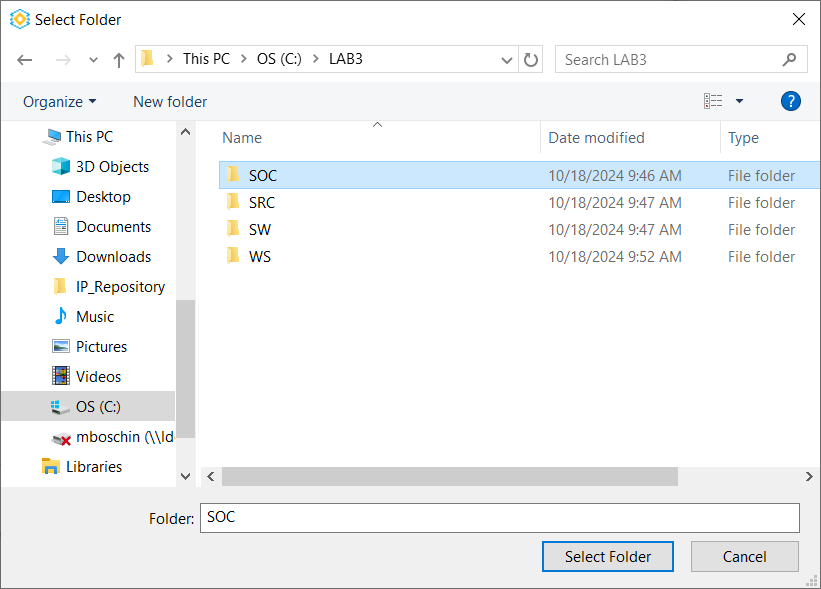 Select Folder
This PC OS (C:) LAB3
Search LAB3
Organize New folder
?
This PC
3D Objects
Desktop
Documents
Downloads
IP_Repository
Music
Pictures
Videos
OS (C:)
mboschin (\\Id
Libraries
Name Date modified Type
SOC 10/18/2024 9:46 AM File folder
SRC 10/18/2024 9:47 AM File folder
SW 10/18/2024 9:47 AM File folder
WS 10/18/2024 9:52 AM File folder
Folder: SOC
Select Folder Cancel